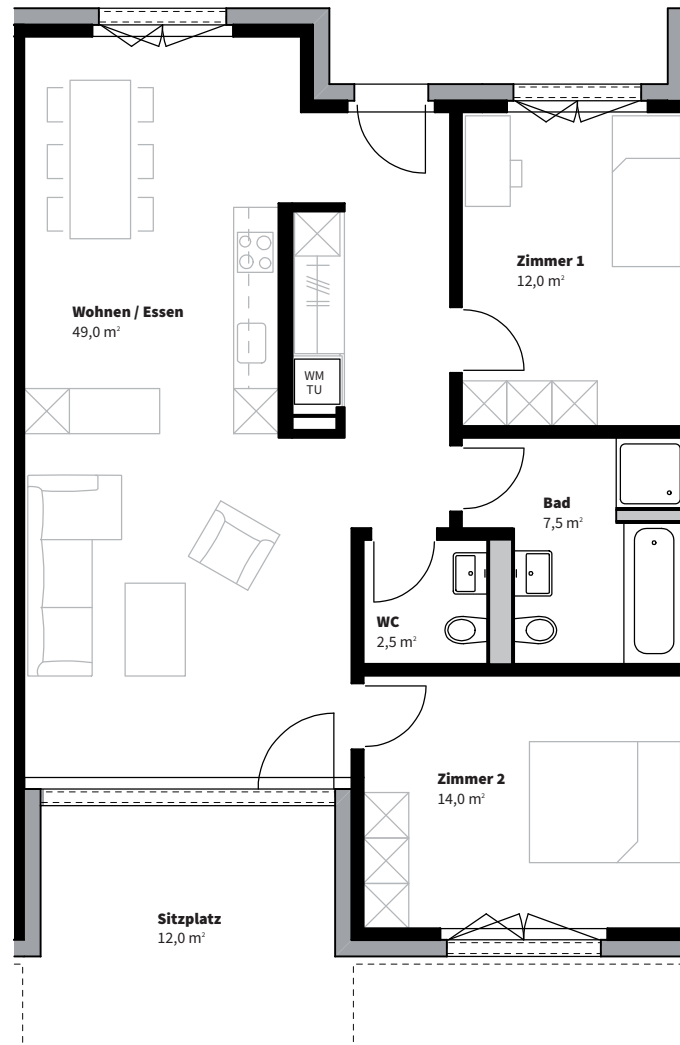 Zimmer 1
12,0 m²
Wohnen / Essen
49,0 m²
WM
TU
Bad
7,5 m²
WC
2,5 m²
Zimmer 2
14,0 m²
Sitzplatz
12,0 m²